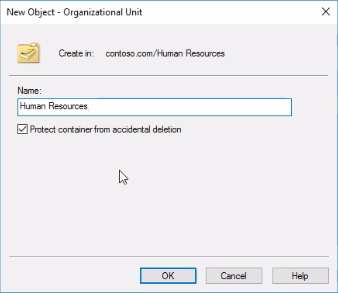 New Object - Organizational Unit
Create in: contoso.com/Human Resources
Name:
Human Resources
Protect container from accidental deletion
OK Cancel Help